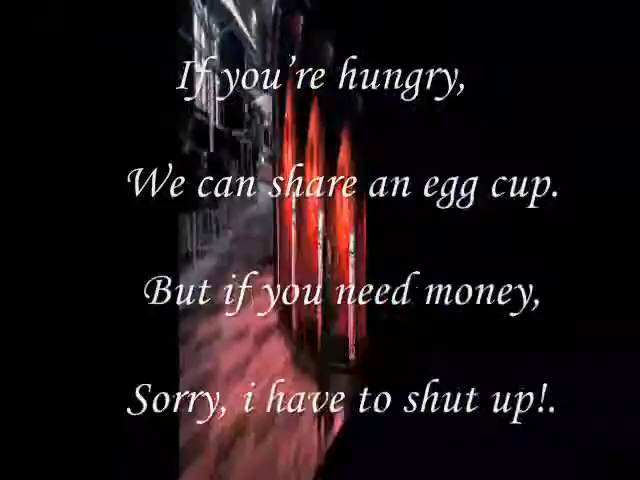 If you're hungry,
We can share an egg cup.
But if you need money,
Sorry, i have to shut up!.